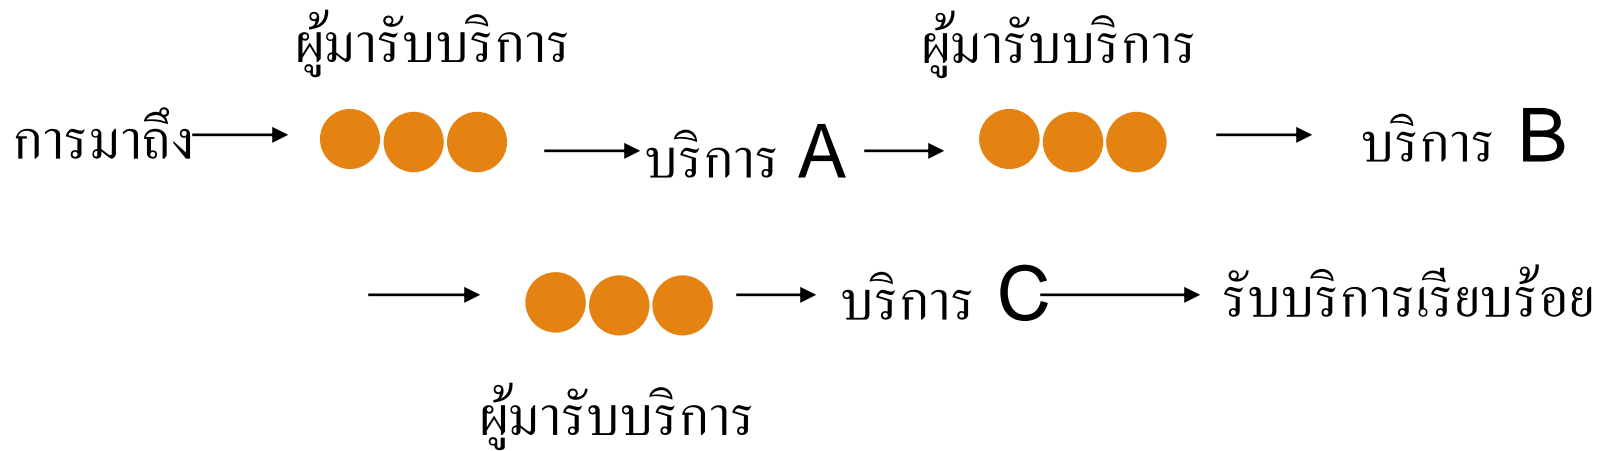 ผู้มารับบริการ ผู้มารับบริการ
การมาถึง บริการ A บริการ B
บริการ C รับบริการเรียบร้อย
ผู้มารับบริการ